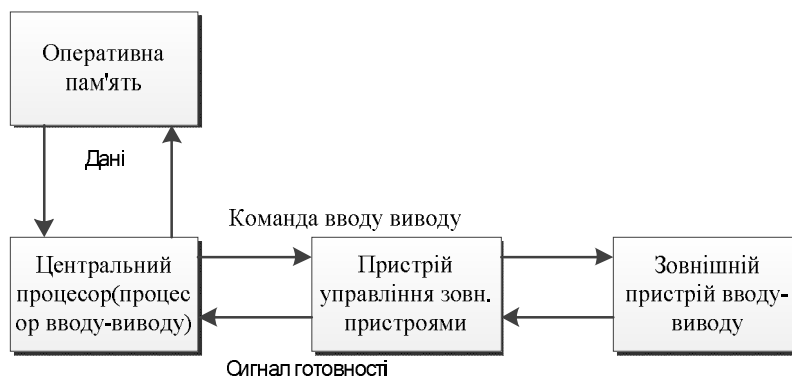 Оперативна
пам'ять
Дані
Команда вводу виводу
Центральний
процесор(процес
ор вводу-виводу)
Пристрій
управління зовн.
пристроями
Зовнішній
пристрій вводу-
виводу
Сигнал готовності